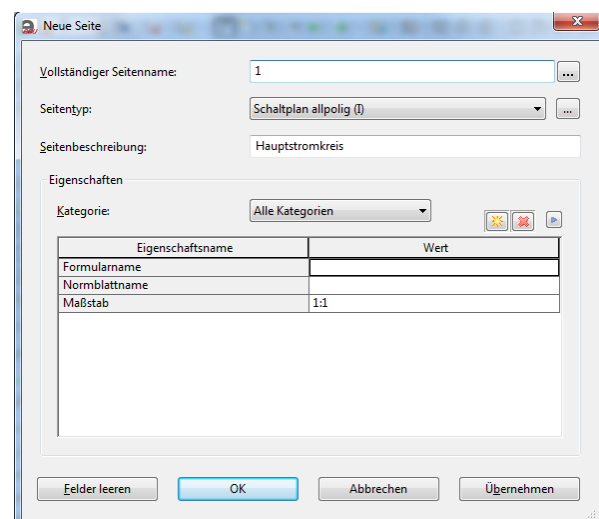 Neue Seite
Vollständiger Seitenname: 1 ...
Seitentyp: Schaltplan allpolig (I) ...
Seitenbeschreibung: Hauptstromkreis
Eigenschaften
Kategorie: Alle Kategorien
Eigenschaftsname Wert
Formularname
Normblattname
Maßstab 1:1
Felder leeren OK Abbrechen Übernehmen